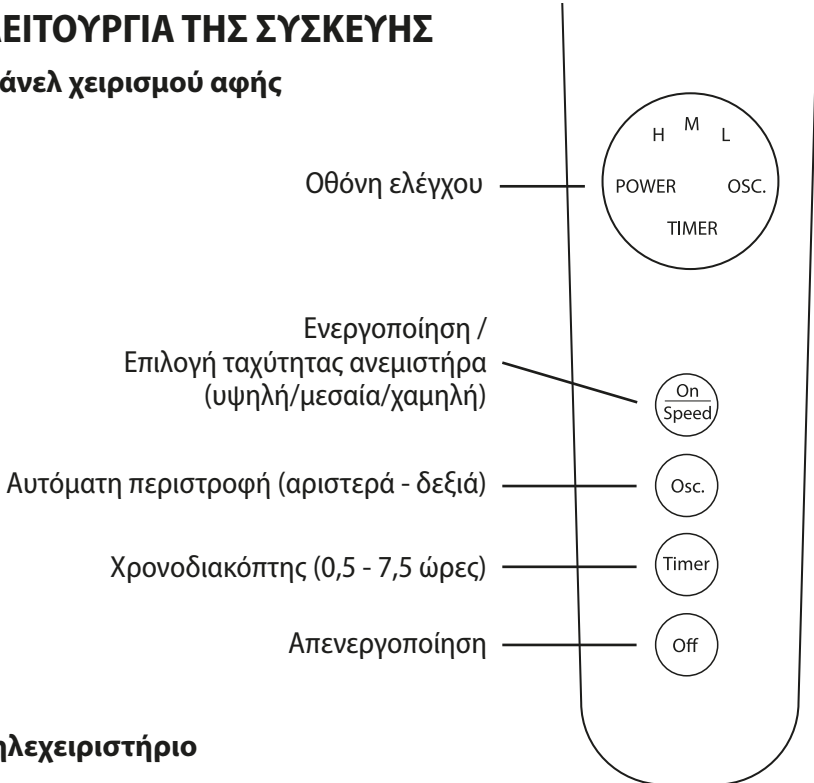 ΛΕΙΤΟΥΡΓΙΑ ΤΗΣ ΣΥΣΚΕΥΗΣ
άνελ χειρισμού αφής
H M L
Οθόνη ελέγχου
POWER OSC.
TIMER
Ενεργοποίηση /
Επιλογή ταχύτητας ανεμιστήρα
(υψηλή/μεσαία/χαμηλή)
On
Speed
Αυτόματη περιστροφή (αριστερά - δεξιά)
Osc.
Χρονοδιακόπτης (0,5 - 7,5 ώρες)
Timer
Απενεργοποίηση
Off
ηλεχειριστήριο